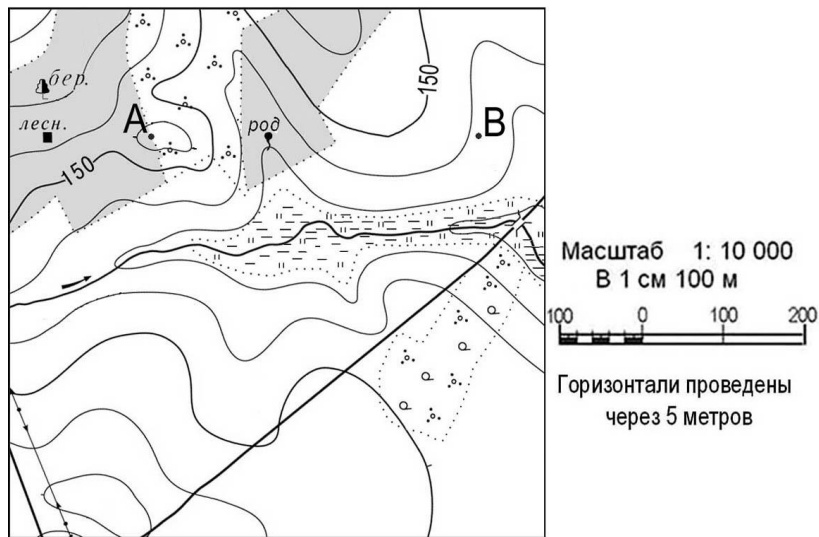 бер.
150
лесн.
А
род
В
150
Масштаб 1: 10 000
В 1 см 100 м
100 0 100 200
Горизонтали проведены
через 5 метров